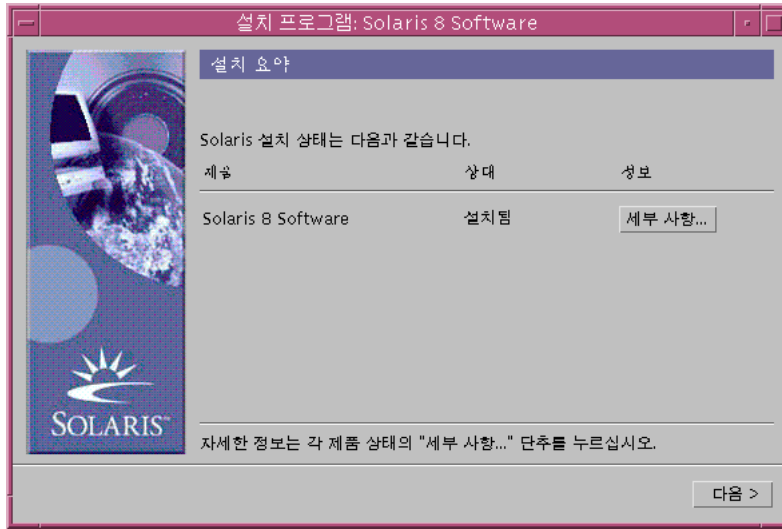 설치 프로그램: Solaris 8 Software
설치 요약
Solaris 설치 상태는 다음과 같습니다.
제품 상태 정보
Solaris 8 Software 설치됨 세부 사항...
SOLARIS™
자세한 정보는 각 제품 상태의 "세부 사항..." 단추를 누르십시오.
다음 >